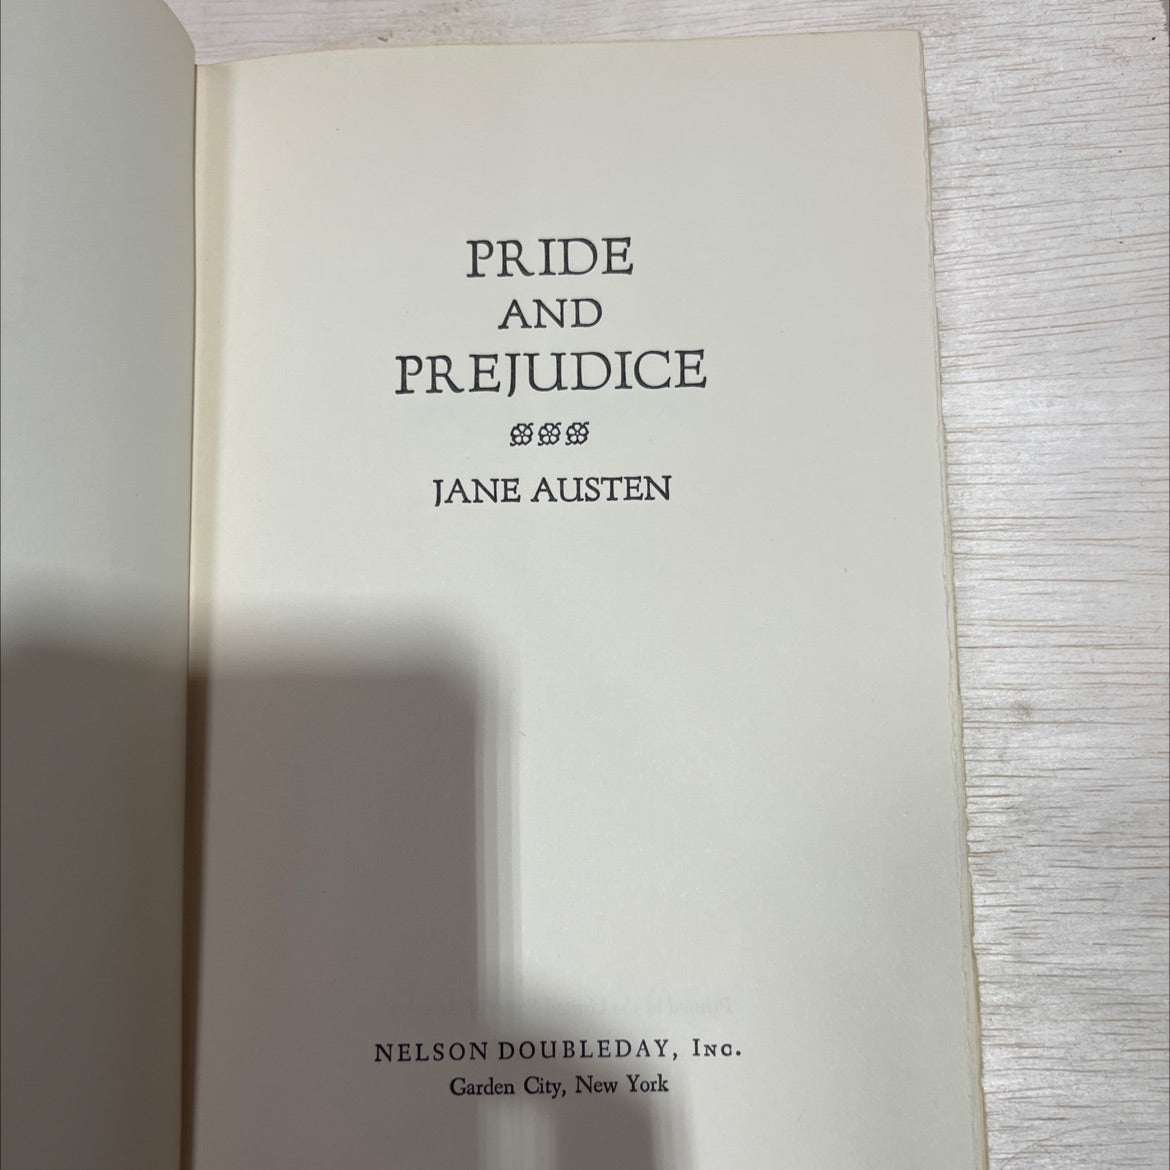 PRIDE
AND
PREJUDICE
JANE AUSTEN
NELSON DOUBLEDAY, INC.
Garden City, New York